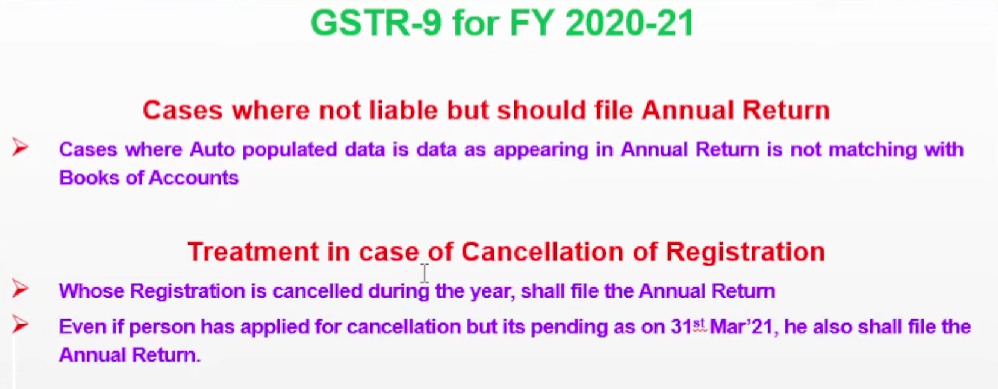 GSTR-9 for FY 2020-21
Cases where not liable but should file Annual Return
Cases where Auto populated data is data as appearing in Annual Return is not matching with
Books of Accounts
Treatment in case of Cancellation of Registration
Whose Registration is cancelled during the year, shall file the Annual Return
Even if person has applied for cancellation but its pending as on 31st Mar'21, he also shall file the
Annual Return.